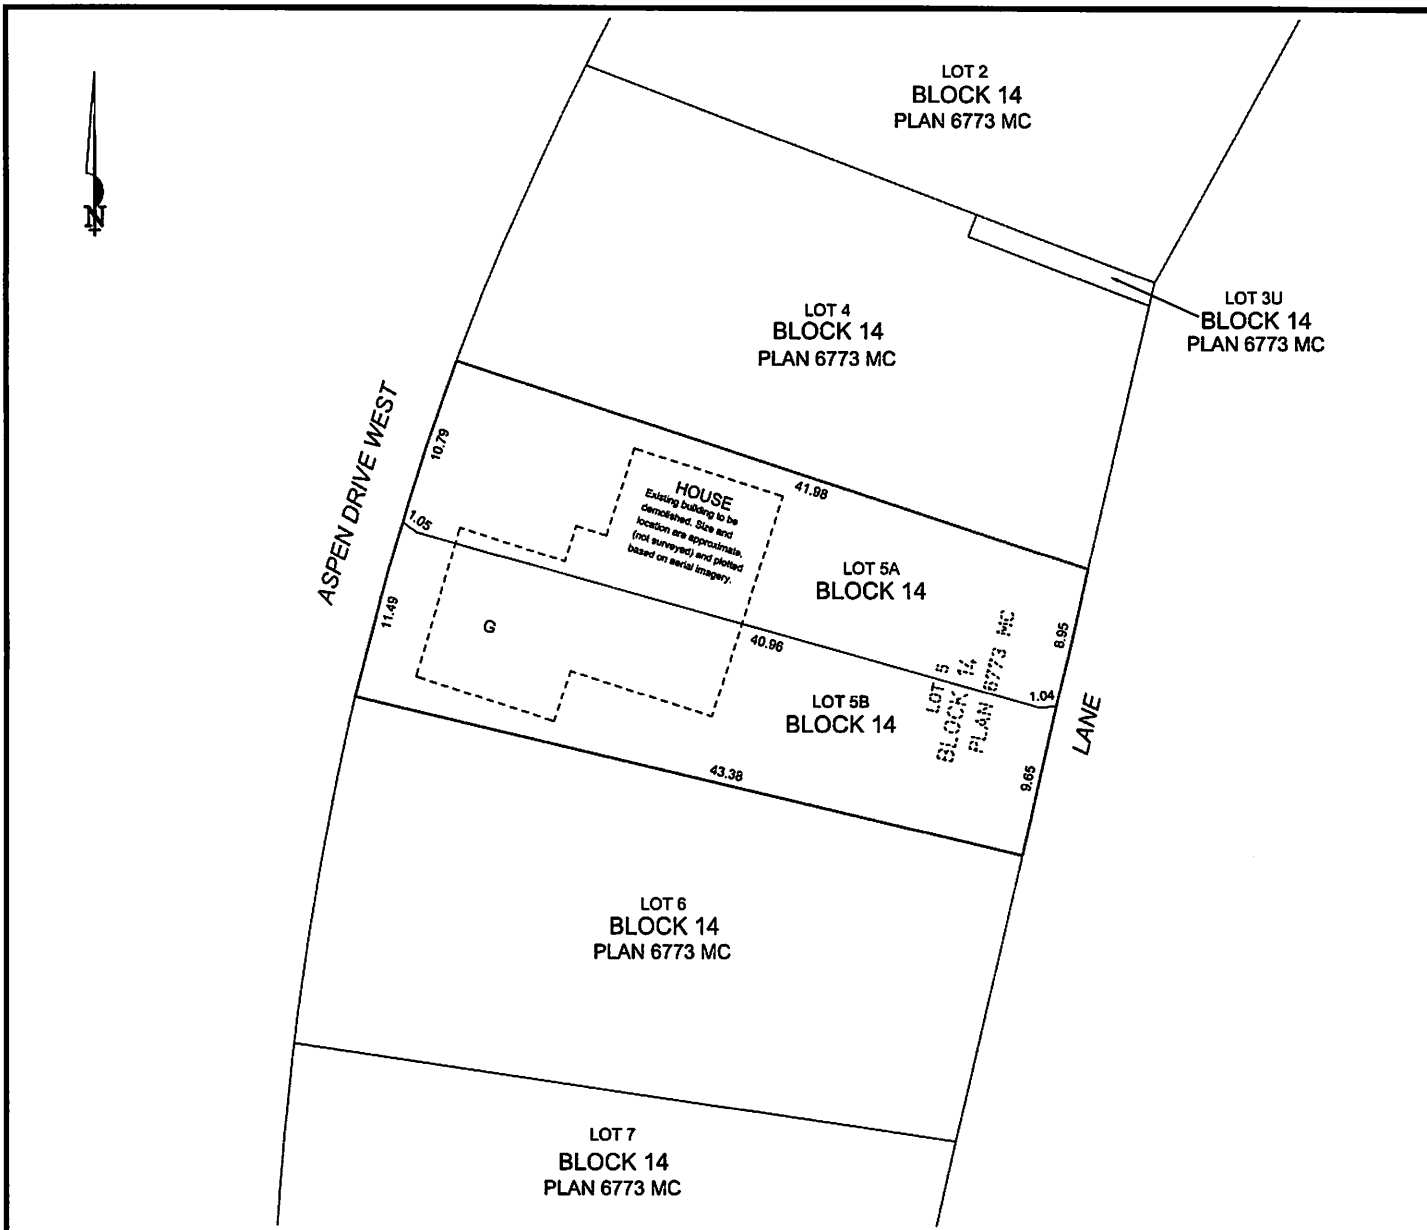 LOT 2
BLOCK 14
PLAN 6773 MC
N
LOT 3U
BLOCK 14
PLAN 6773 MC
LOT 4
BLOCK 14
PLAN 6773 MC
ASPEN DRIVE WEST
10.79
41.98
HOUSE
Existing building to be
demolished. Size and
location are approximate,
(not surveyed) and plotted
based on aerial imagery.
1.05
LOT 5A
BLOCK 14
8.95
11.49
G
40.96
LOT 5
BLOCK 14
PLAN 6773 MC
1.04
LOT 5B
BLOCK 14
LANE
43.38
9.65
LOT 6
BLOCK 14
PLAN 6773 MC
LOT 7
BLOCK 14
PLAN 6773 MC